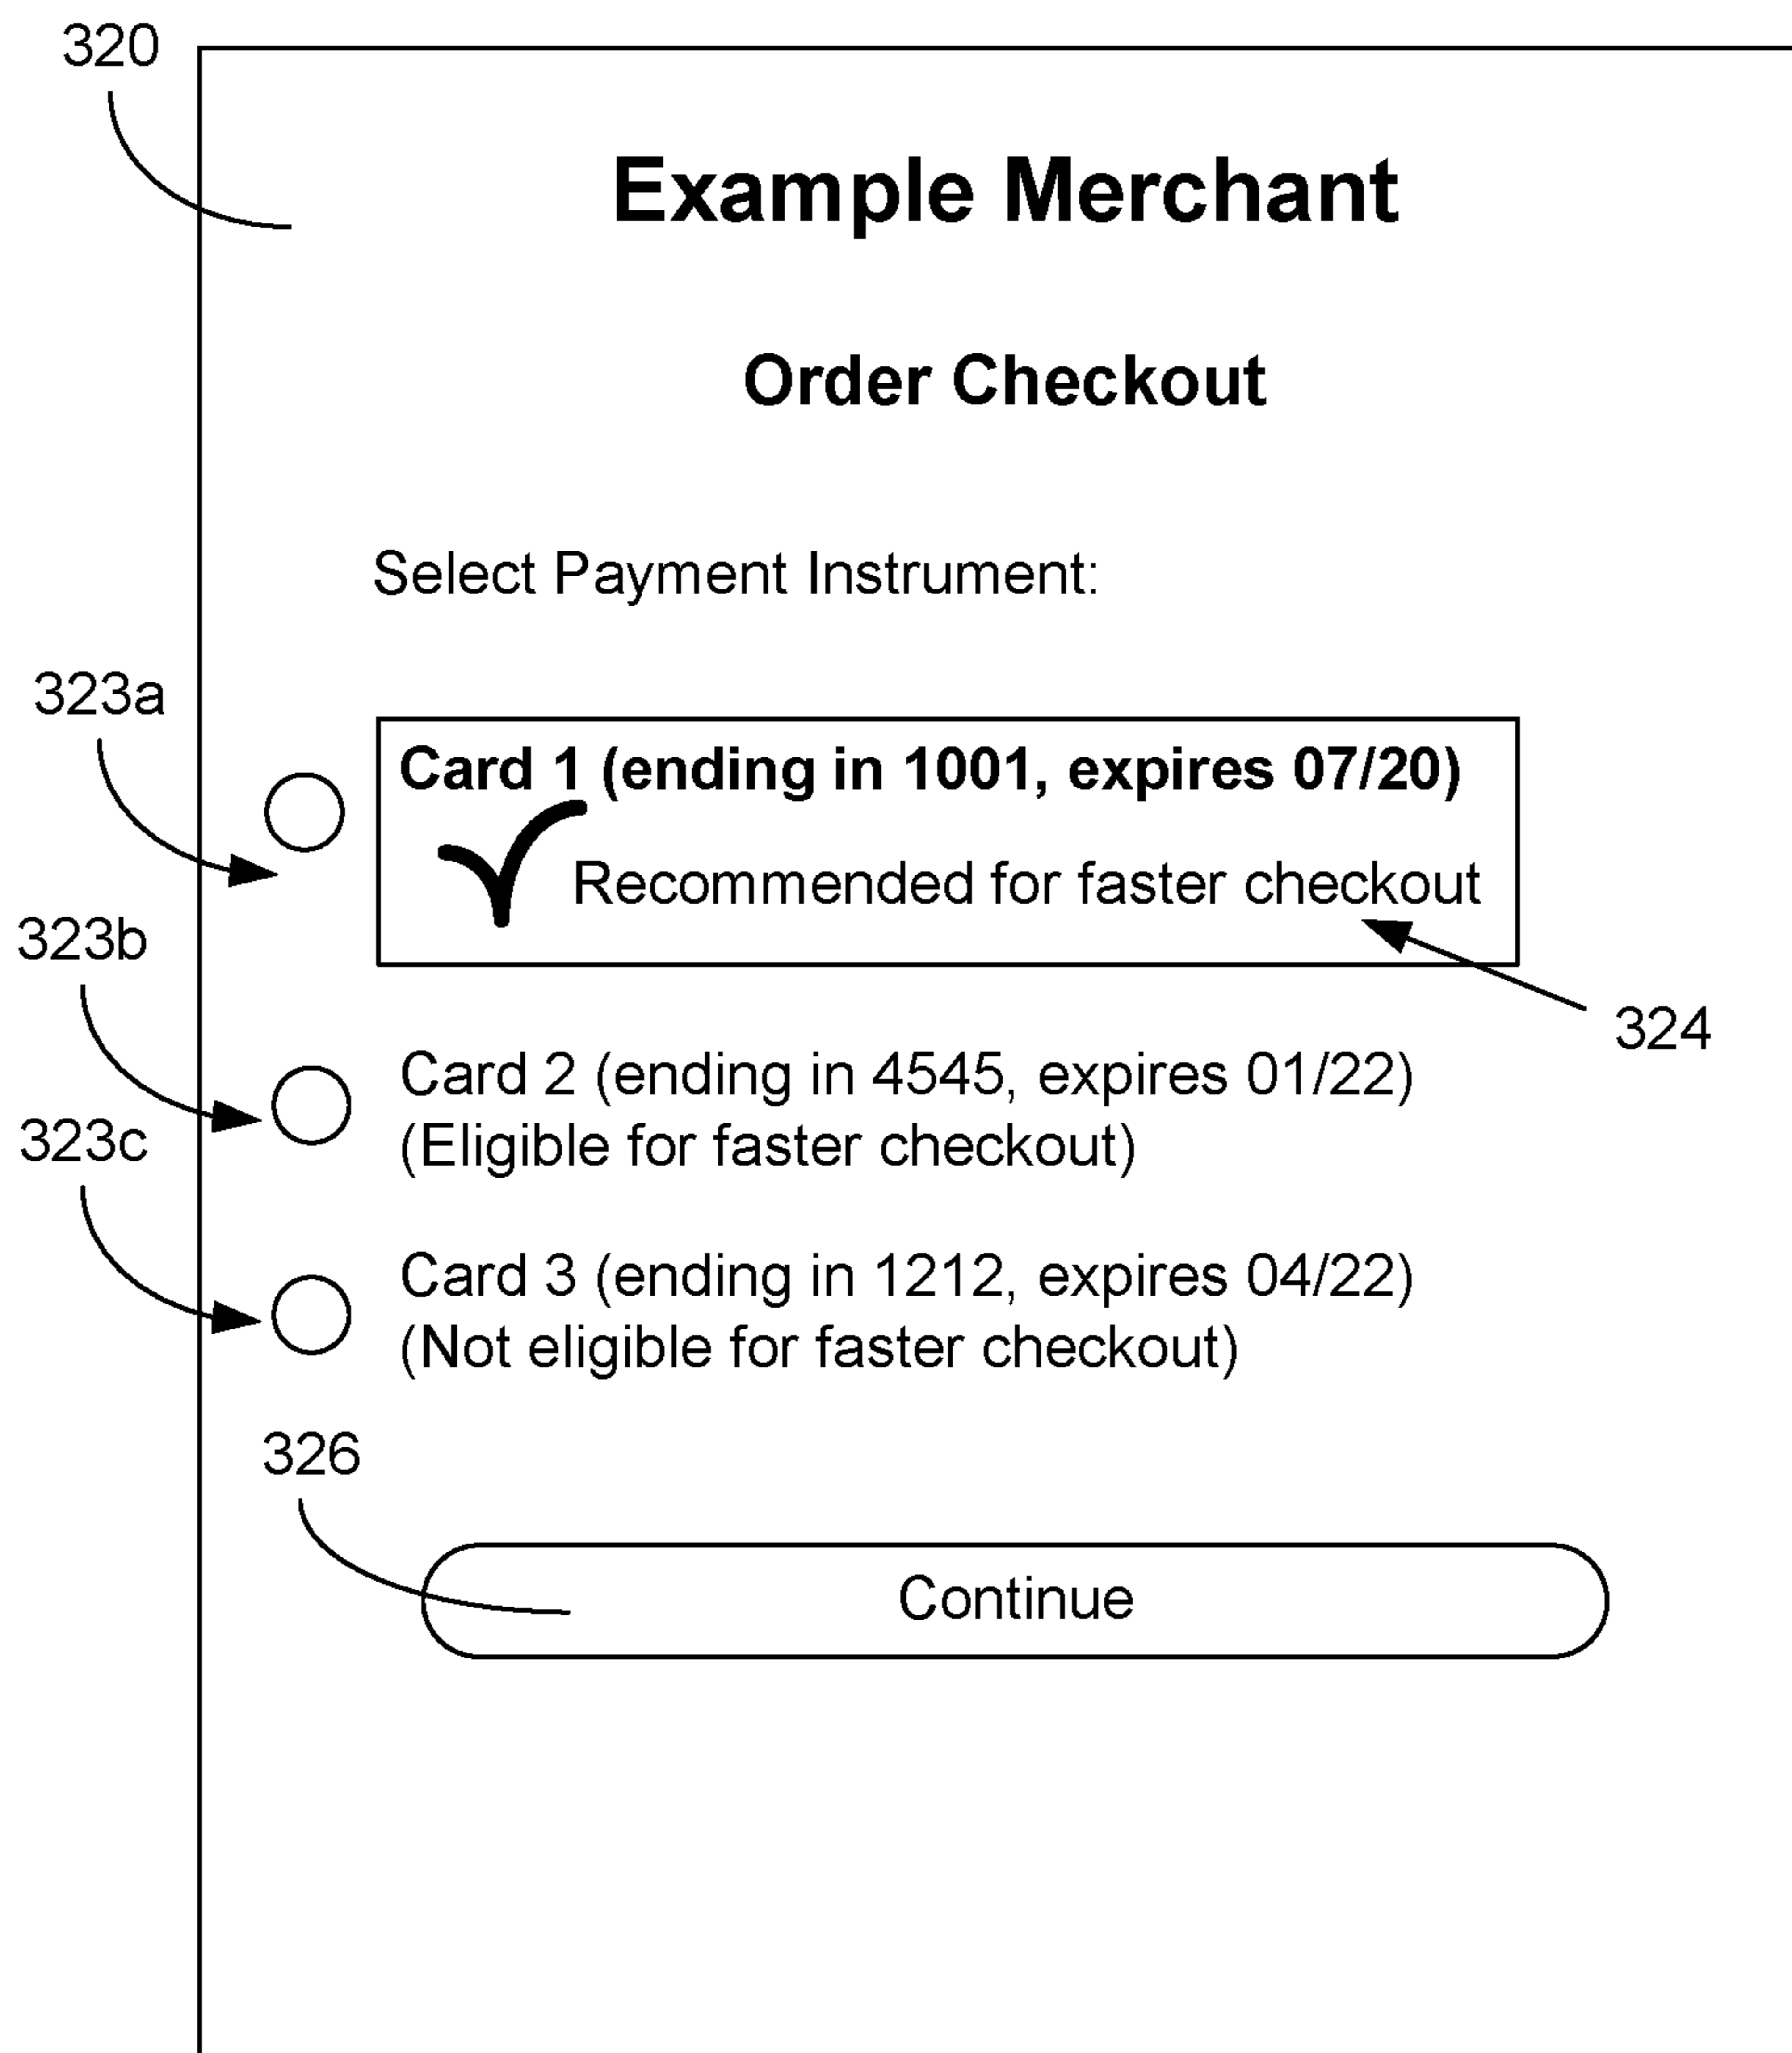 320
Example Merchant
Order Checkout
Select Payment Instrument:
323a
Card 1 (ending in 1001, expires 07/20)
Recommended for faster checkout
323b
324
Card 2 (ending in 4545, expires 01/22)
(Eligible for faster checkout)
323c
Card 3 (ending in 1212, expires 04/22)
(Not eligible for faster checkout)
326
Continue